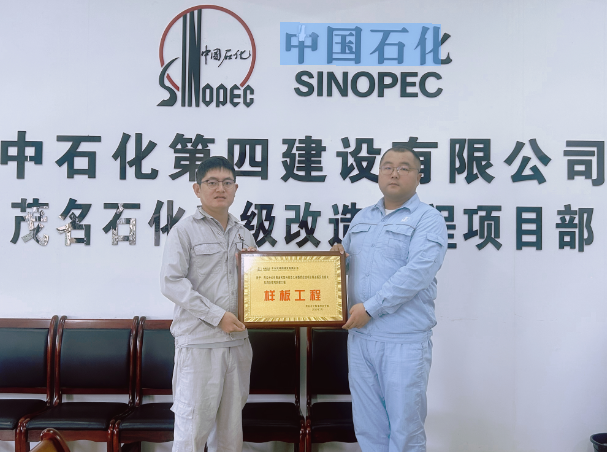 中国石化
SINOPEC
中国石化
SINOPEC
中石化第四建设有限公司
茂名石化 级改造 程项目部
样板工程